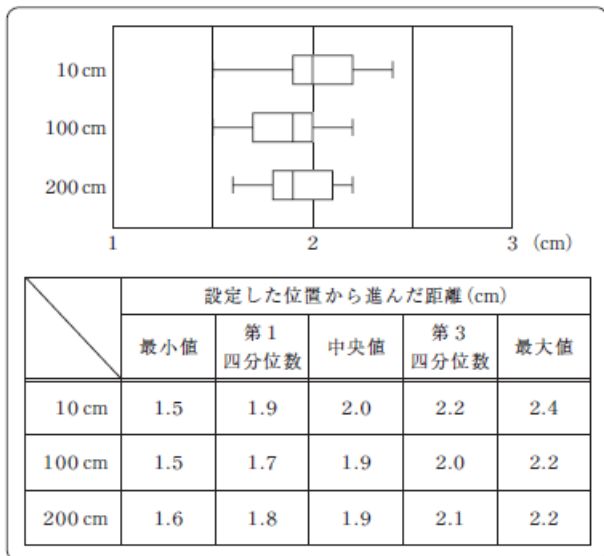 10 cm
100 cm
200 cm
1 2 3 (cm)
設定した位置から進んだ距離(cm)
最小値 第1四分位数 中央値 第3四分位数 最大値
10 cm 1.5 1.9 2.0 2.2 2.4
100 cm 1.5 1.7 1.9 2.0 2.2
200 cm 1.6 1.8 1.9 2.1 2.2